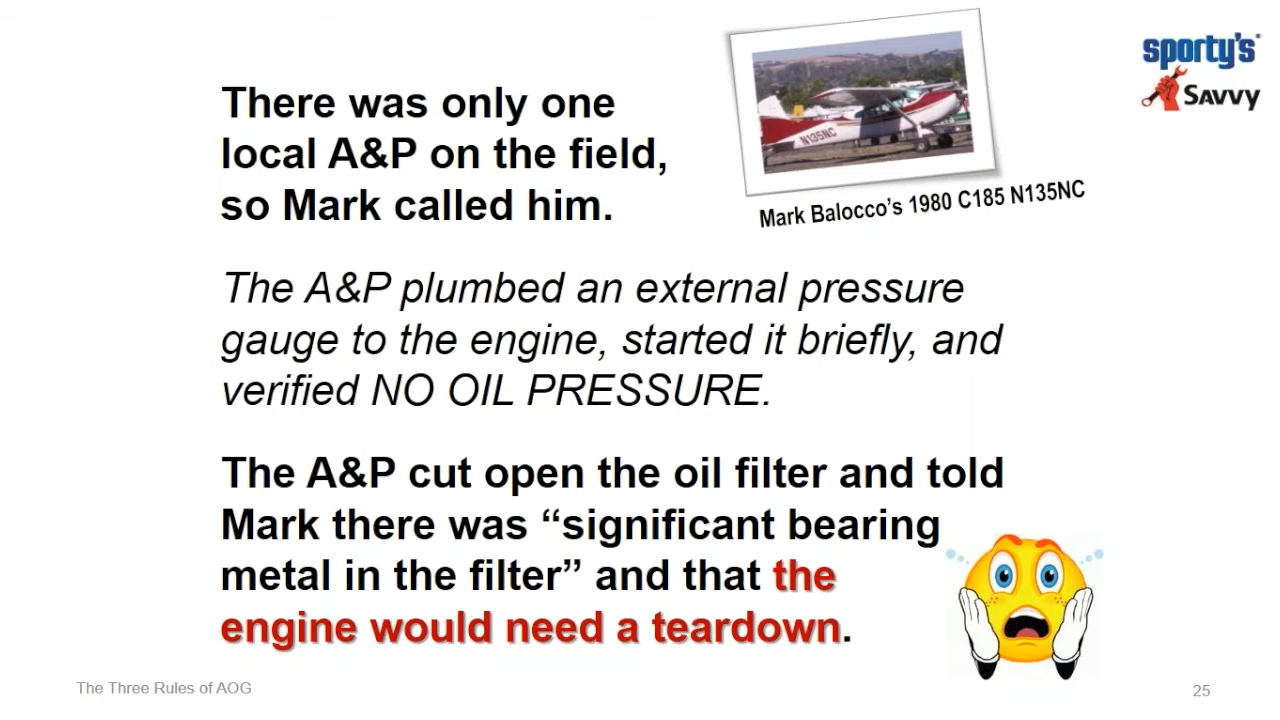 There was only one
local A&P on the field,
so Mark called him.
N135NC
Mark Balocco’s 1980 C185 N135NC
sporty's
SAVVY
The A&P plumbed an external pressure
gauge to the engine, started it briefly, and
verified NO OIL PRESSURE.
The A&P cut open the oil filter and told
Mark there was “significant bearing
metal in the filter” and that the
engine would need a teardown.
The Three Rules of AOG
25